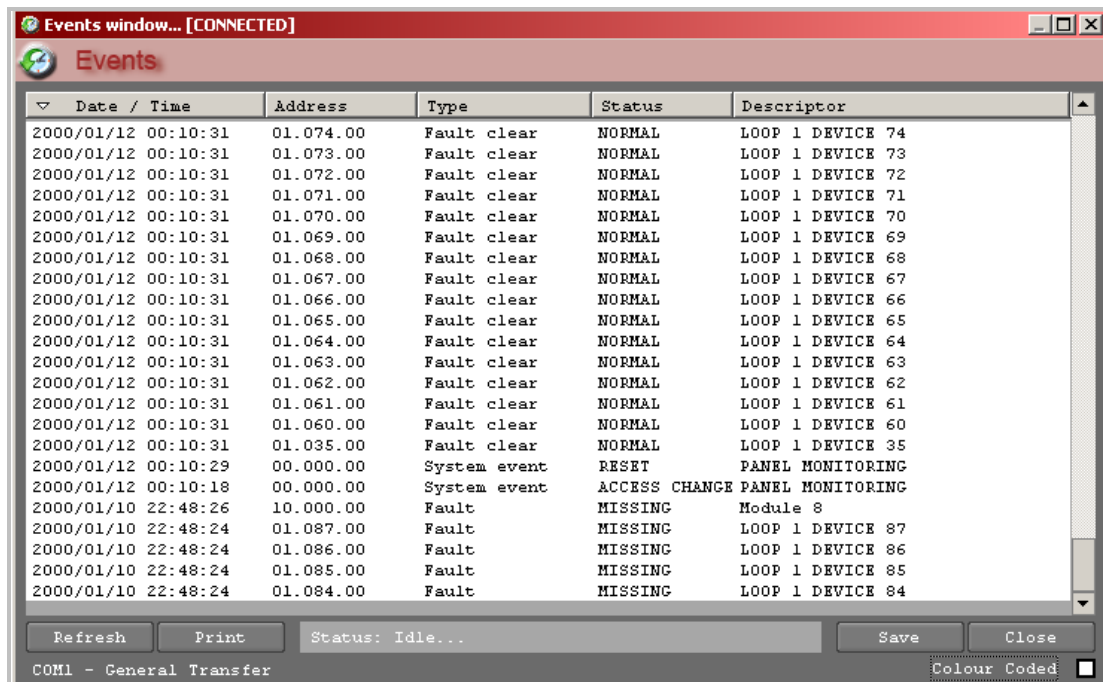 Events window... [CONNECTED]
Events
Date / Time Address Type Status Descriptor
2000/01/12 00:10:31 01.074.00 Fault clear NORMAL LOOP 1 DEVICE 74
2000/01/12 00:10:31 01.073.00 Fault clear NORMAL LOOP 1 DEVICE 73
2000/01/12 00:10:31 01.072.00 Fault clear NORMAL LOOP 1 DEVICE 72
2000/01/12 00:10:31 01.071.00 Fault clear NORMAL LOOP 1 DEVICE 71
2000/01/12 00:10:31 01.070.00 Fault clear NORMAL LOOP 1 DEVICE 70
2000/01/12 00:10:31 01.069.00 Fault clear NORMAL LOOP 1 DEVICE 69
2000/01/12 00:10:31 01.068.00 Fault clear NORMAL LOOP 1 DEVICE 68
2000/01/12 00:10:31 01.067.00 Fault clear NORMAL LOOP 1 DEVICE 67
2000/01/12 00:10:31 01.066.00 Fault clear NORMAL LOOP 1 DEVICE 66
2000/01/12 00:10:31 01.065.00 Fault clear NORMAL LOOP 1 DEVICE 65
2000/01/12 00:10:31 01.064.00 Fault clear NORMAL LOOP 1 DEVICE 64
2000/01/12 00:10:31 01.063.00 Fault clear NORMAL LOOP 1 DEVICE 63
2000/01/12 00:10:31 01.062.00 Fault clear NORMAL LOOP 1 DEVICE 62
2000/01/12 00:10:31 01.061.00 Fault clear NORMAL LOOP 1 DEVICE 61
2000/01/12 00:10:31 01.060.00 Fault clear NORMAL LOOP 1 DEVICE 60
2000/01/12 00:10:31 01.035.00 Fault clear NORMAL LOOP 1 DEVICE 35
2000/01/12 00:10:29 00.000.00 System event RESET PANEL MONITORING
2000/01/12 00:10:18 00.000.00 System event ACCESS CHANGE PANEL MONITORING
2000/01/10 22:48:26 10.000.00 Fault MISSING Module 8
2000/01/10 22:48:24 01.087.00 Fault MISSING LOOP 1 DEVICE 87
2000/01/10 22:48:24 01.086.00 Fault MISSING LOOP 1 DEVICE 86
2000/01/10 22:48:24 01.085.00 Fault MISSING LOOP 1 DEVICE 85
2000/01/10 22:48:24 01.084.00 Fault MISSING LOOP 1 DEVICE 84
Refresh Print Status: Idle... Save Close
COM1 - General Transfer Colour Coded